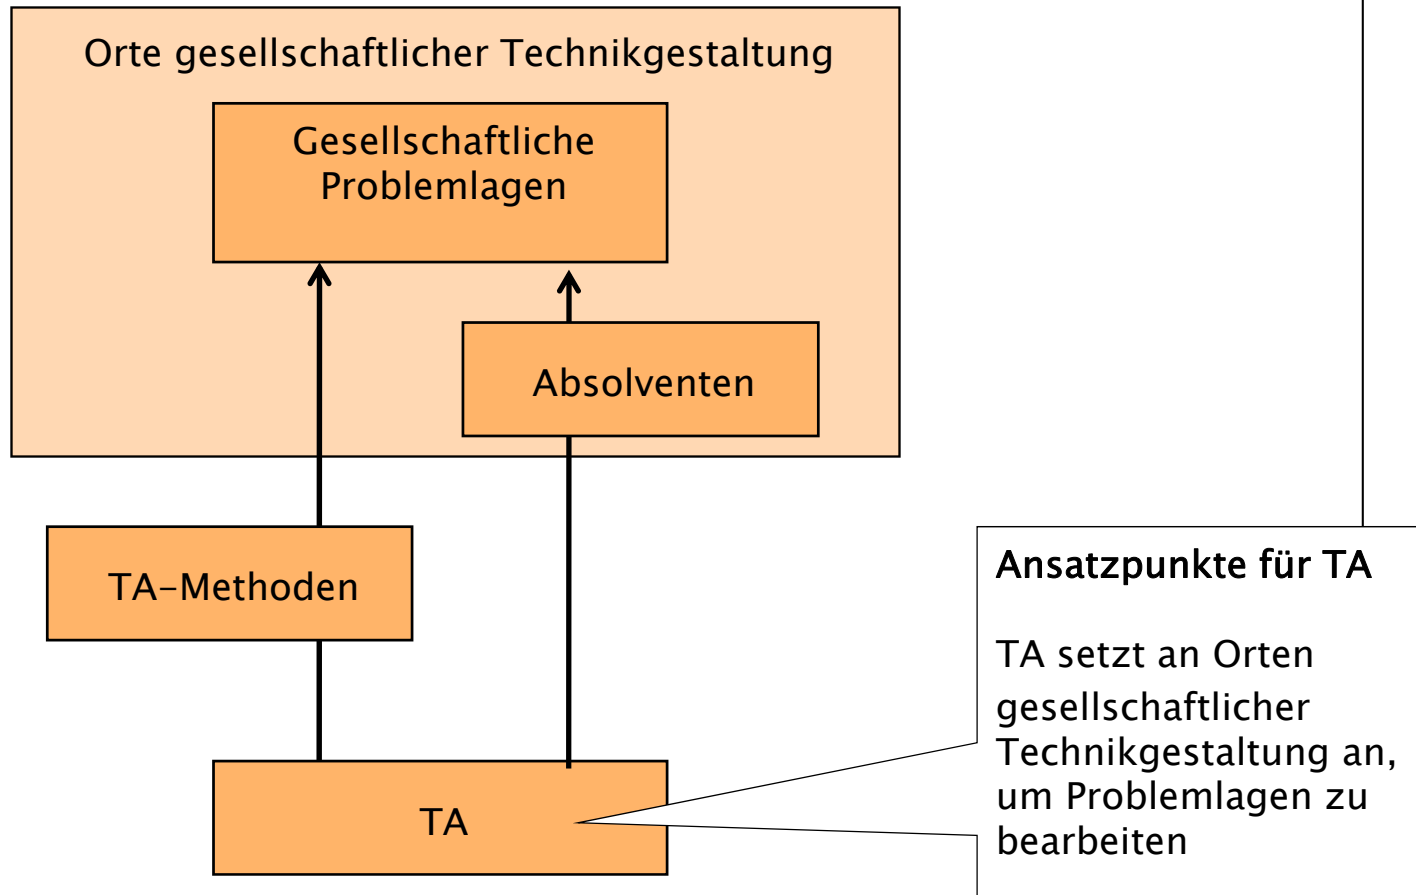 Orte gesellschaftlicher Technikgestaltung
Gesellschaftliche
Problemlagen
Absolventen
TA-Methoden
TA
Ansatzpunkte für TA
TA setzt an Orten
gesellschaftlicher
Technikgestaltung an,
um Problemlagen zu
bearbeiten